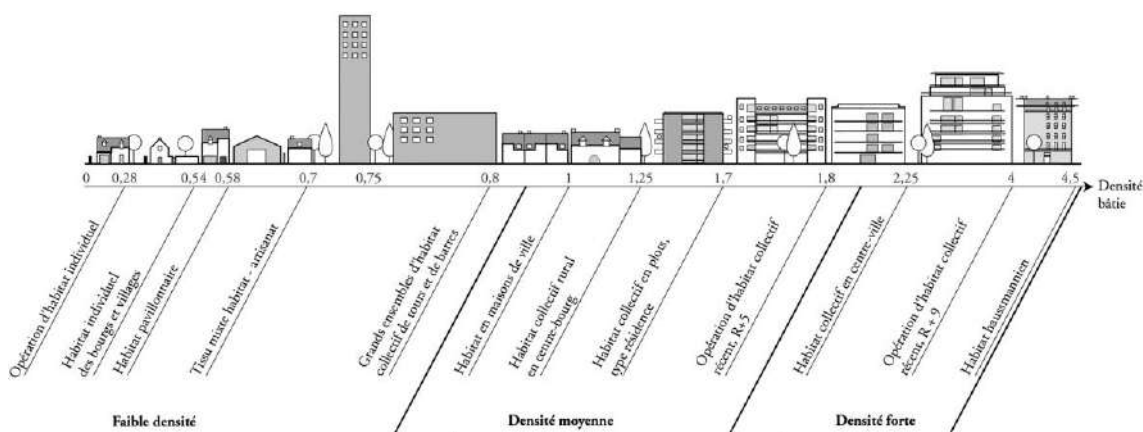 0
0,28
0,54
0,58
0,7
0,75
0,8
1
1,25
1,7
1,8
2,25
4
4,5
Densité
bâtie
Opération d'habitat individuel
Habitat individuel
des bourgs et villages
Habitat pavillonnaire
Tissu mixte habitat - artisanat
Grands ensembles d'habitat
collectif de tours et de barres
Habitat en maisons de ville
Habitat collectif rural
en centre-bourg
Habitat collectif en plots,
type résidence
Opération d'habitat collectif
récent, R+5
Habitat collectif en centre-ville
Opération d'habitat collectif
récent, R + 9
Habitat haussmannien
Faible densité
Densité moyenne
Densité forte